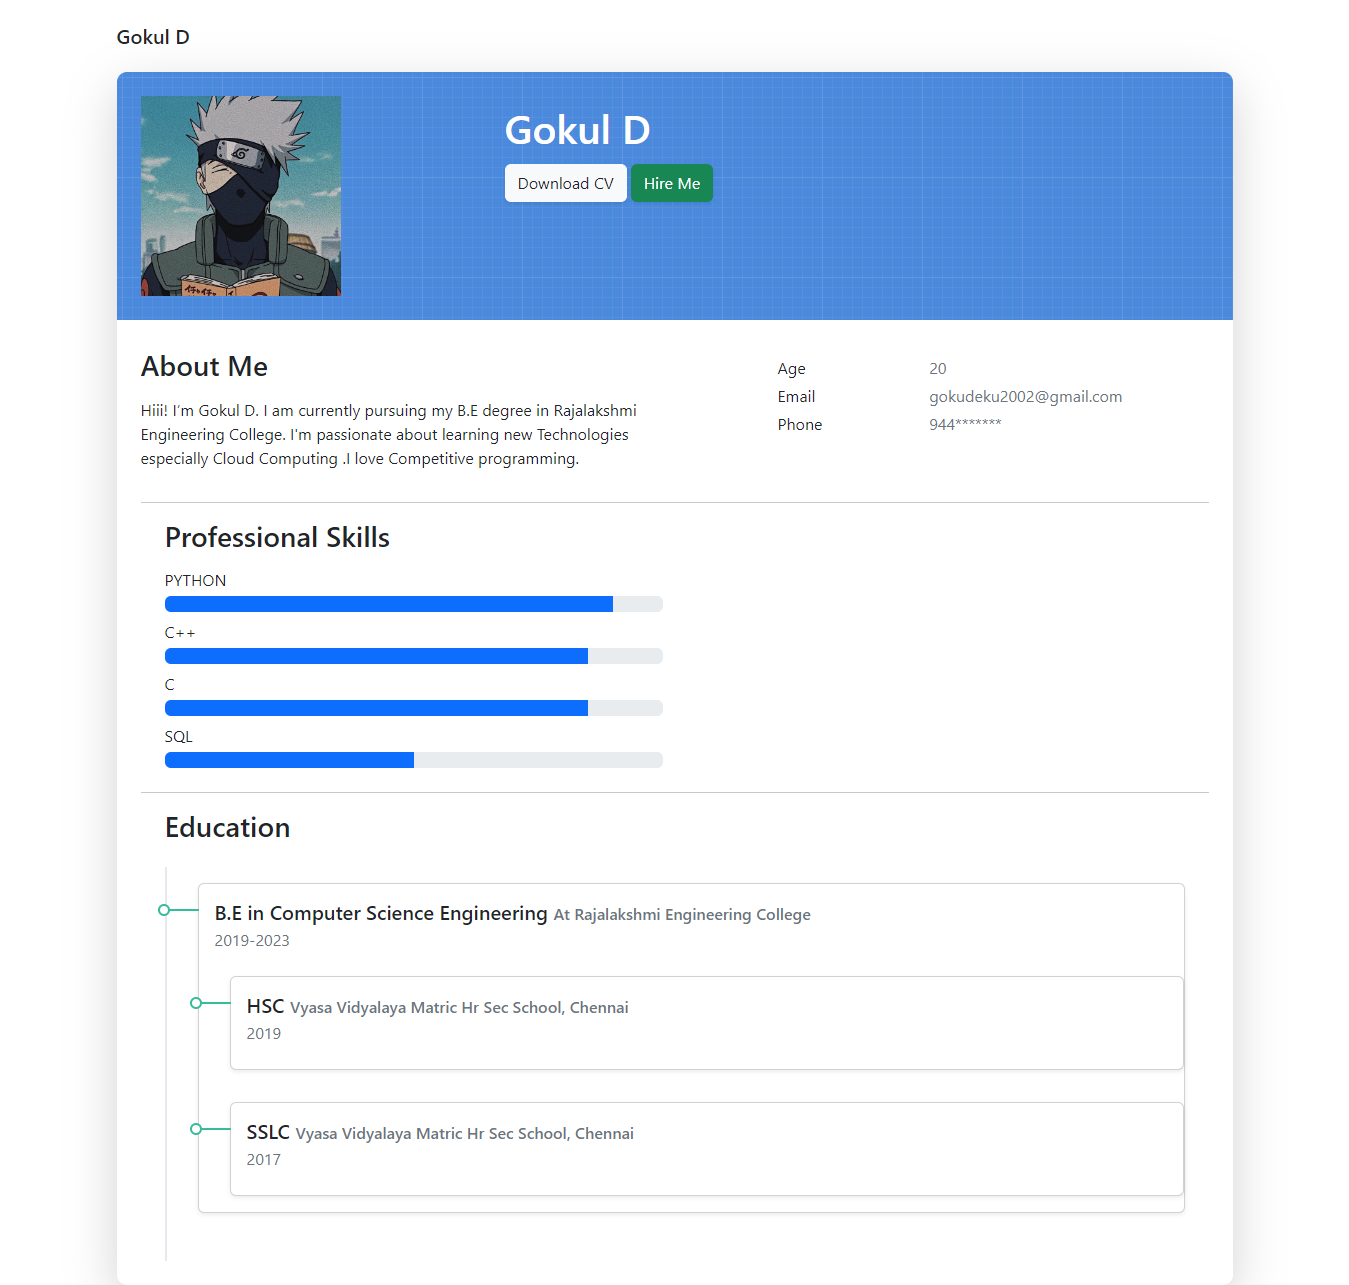 Gokul D
Gokul D
Download CV
Hire Me
About Me
Hiii! I'm Gokul D. I am currently pursuing my B.E degree in Rajalakshmi
Engineering College. I'm passionate about learning new Technologies
especially Cloud Computing .I love Competitive programming.
Age 20
Email gokudeku2002@gmail.com
Phone 944*******
Professional Skills
PYTHON
C++
C
SQL
Education
B.E in Computer Science Engineering At Rajalakshmi Engineering College
2019-2023
HSC Vyasa Vidyalaya Matric Hr Sec School, Chennai
2019
SSLC Vyasa Vidyalaya Matric Hr Sec School, Chennai
2017